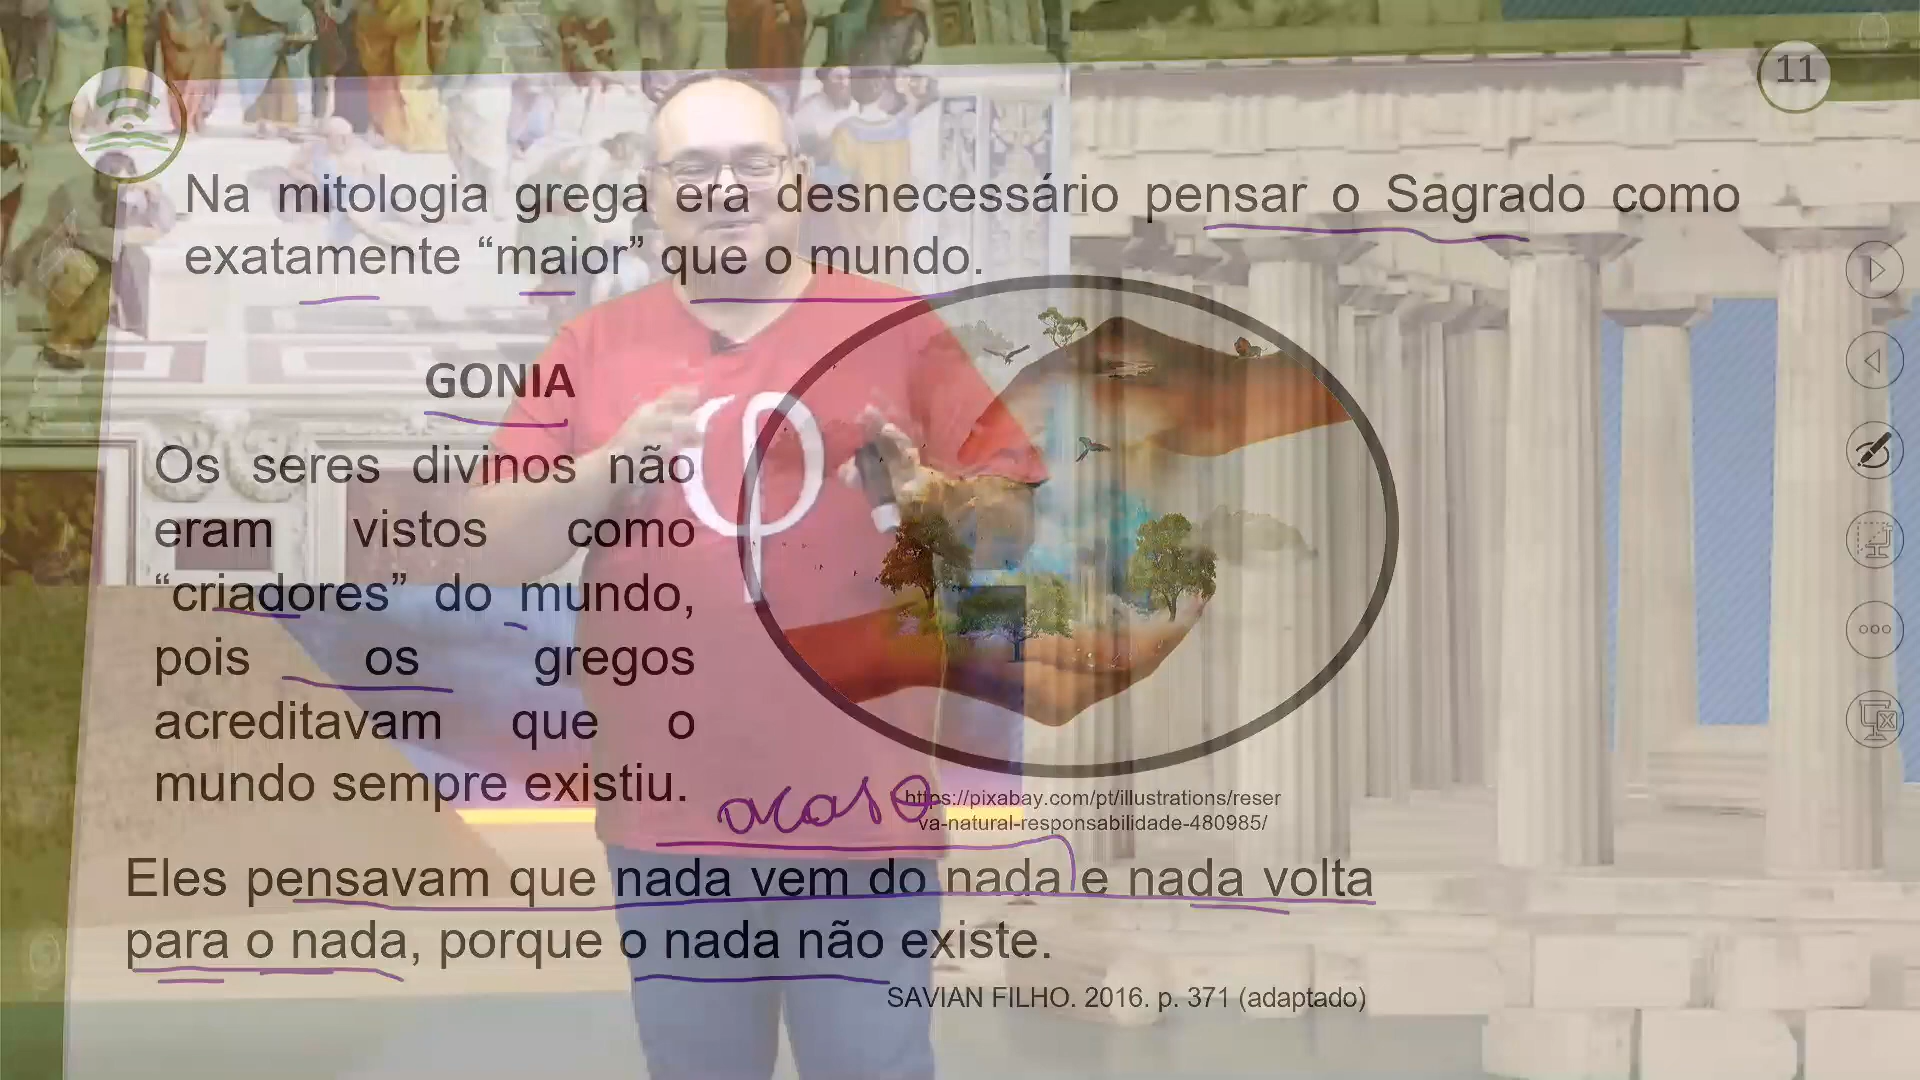 11
Na mitologia grega era desnecessário pensar o Sagrado como
exatamente “maior” que o mundo.
GONIA
Os seres divinos não
eram vistos como
“criadores” do mundo,
pois os gregos
acreditavam que o
mundo sempre existiu.
acaso
https://pixabay.com/pt/illustrations/reser
va-natural-responsabilidade-480985/
Eles pensavam que nada vem do nada e nada volta
para o nada, porque o nada não existe.
SAVIAN FILHO. 2016. p. 371 (adaptado)
φ